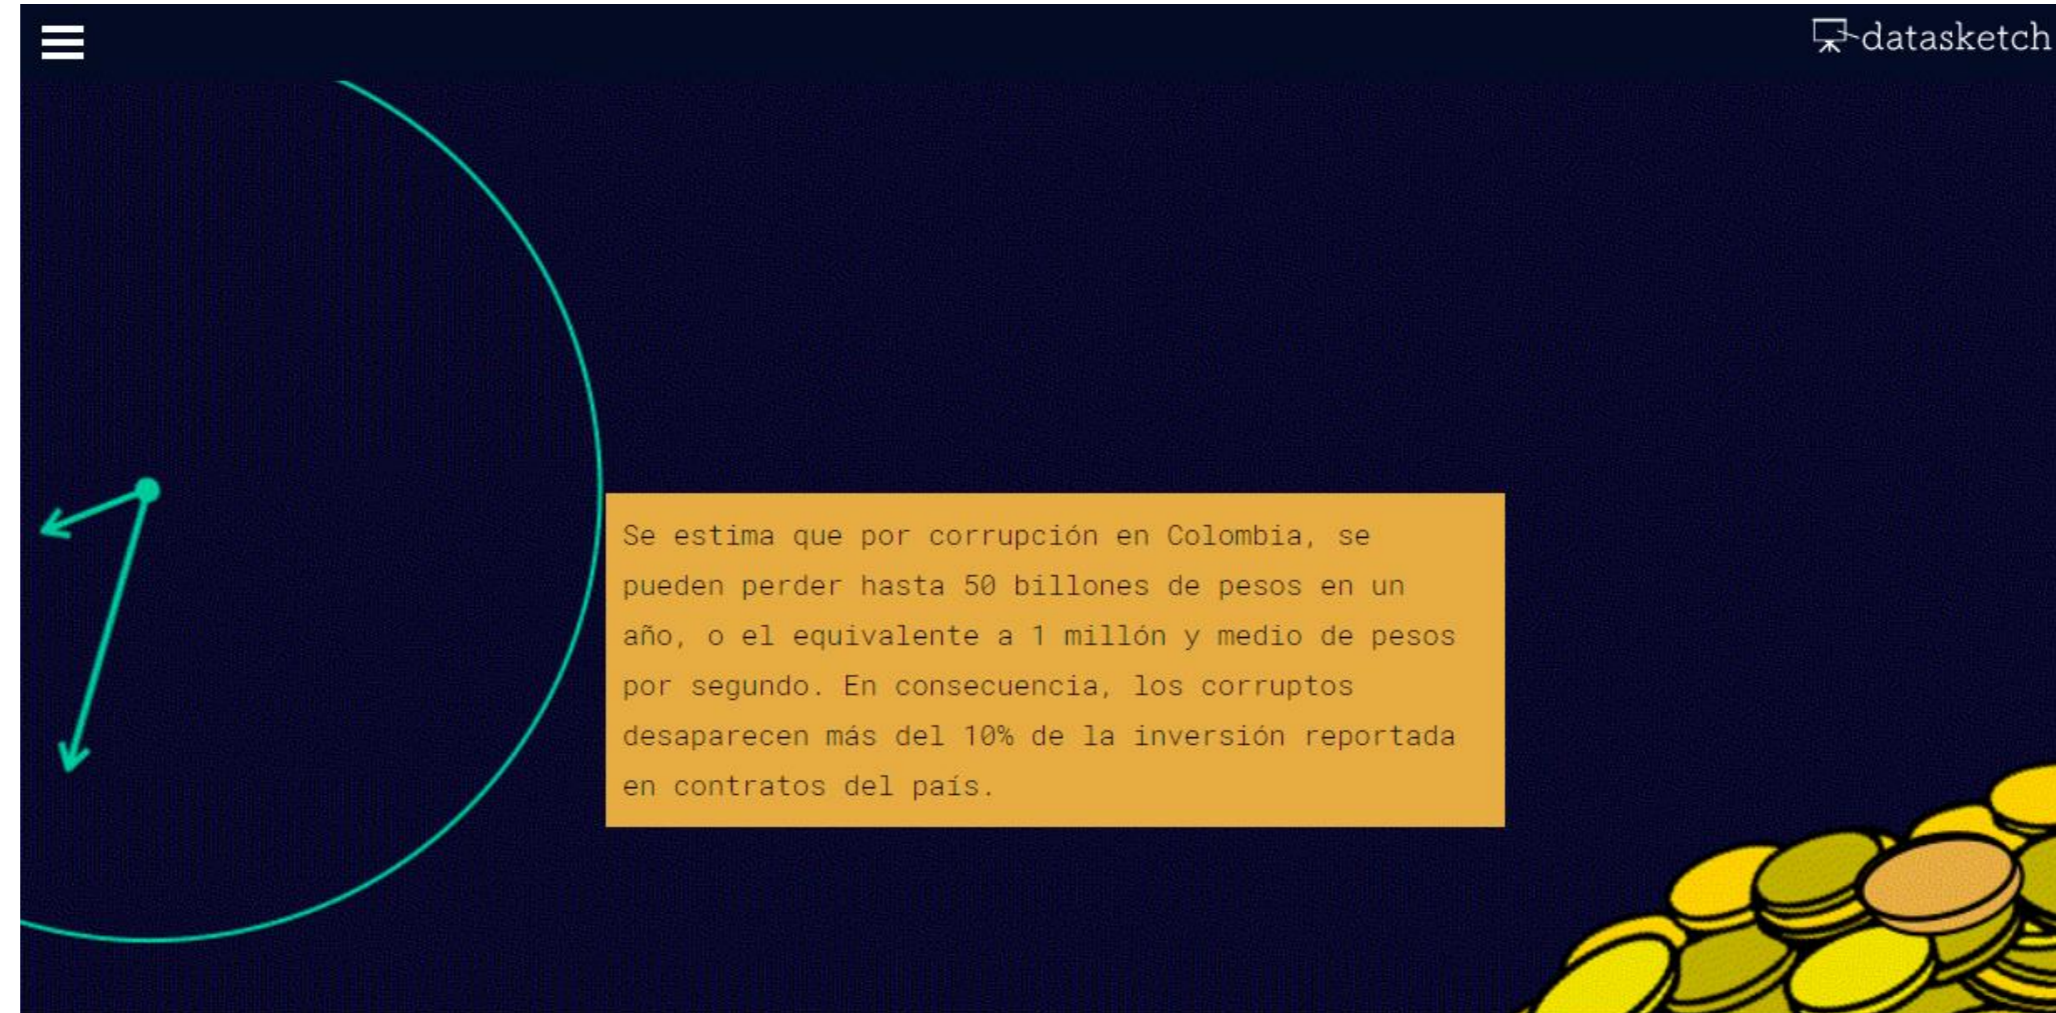 datasketch
Se estima que por corrupción en Colombia, se
pueden perder hasta 50 billones de pesos en un
año, o el equivalente a 1 millón y medio de pesos
por segundo. En consecuencia, los corruptos
desaparecen más del 10% de la inversión reportada
en contratos del país.